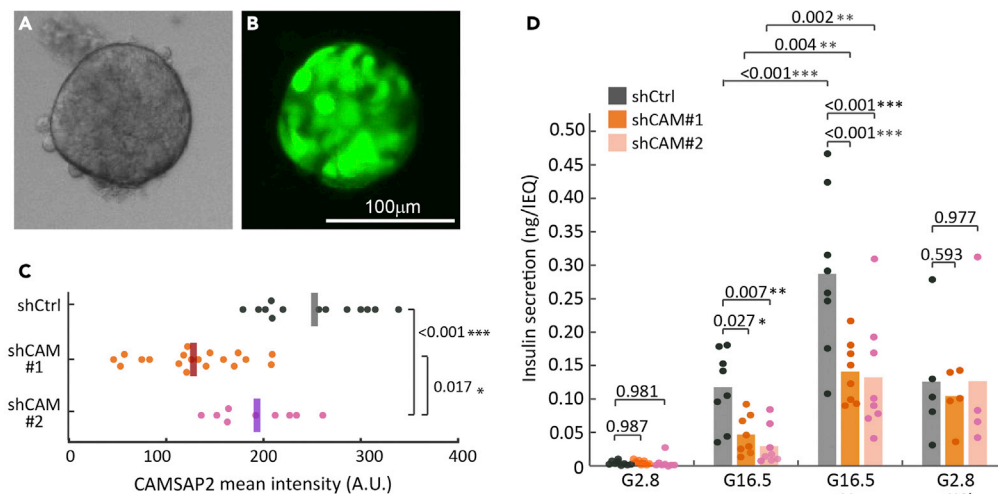 A
B
100μm
C
shCtrl
shCAM
#1
shCAM
#2
<0.001 ***
0.017 *
0
100
200
300
400
CAMSAP2 mean intensity (A.U.)
D
0.002 **
0.004 **
<0.001 ***
shCtrl
shCAM#1
shCAM#2
<0.001 ***
<0.001 ***
Insulin secretion (ng/IEQ)
0.50
0.45
0.40
0.35
0.30
0.25
0.20
0.15
0.10
0.05
0
0.981
0.987
0.007 **
0.027 *
0.977
0.593
G2.8
G16.5
G16.5
G2.8